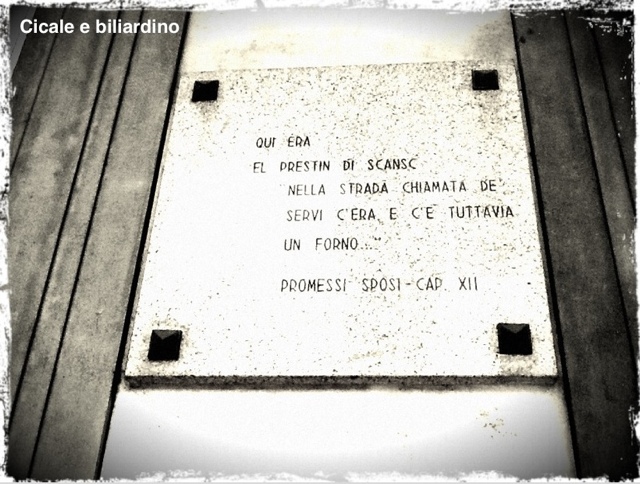 Cicale e biliardino
QUI ERA
EL PRESTIN DI SCANSC
"NELLA STRADA CHIAMATA DE'
SERVI C'ERA, E C'È TUTTAVIA
UN FORNO..."
PROMESSI SPOSI - CAP. XII